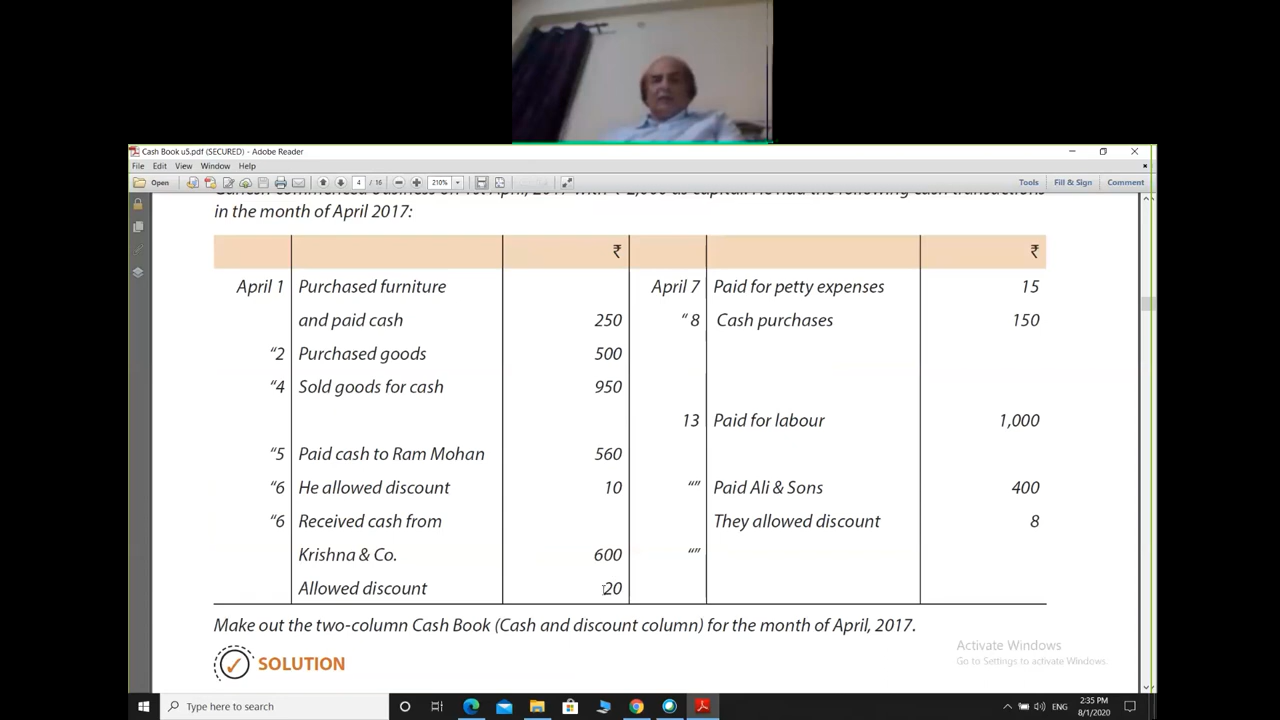 Cash Book u5.pdf (SECURED) - Adobe Reader
File Edit View Window Help
Open 4 / 16 210% Tools Fill & Sign Comment
in the month of April 2017:
₹ ₹
April 1 Purchased furniture April 7 Paid for petty expenses 15
and paid cash 250 “ 8 Cash purchases 150
“2 Purchased goods 500
“4 Sold goods for cash 950
13 Paid for labour 1,000
“5 Paid cash to Ram Mohan 560
“6 He allowed discount 10 “” Paid Ali & Sons 400
“6 Received cash from They allowed discount 8
Krishna & Co. 600 “”
Allowed discount 20
Make out the two-column Cash Book (Cash and discount column) for the month of April, 2017.
Activate Windows
Go to Settings to activate Windows.
SOLUTION
Type here to search ENG 2:35 PM
8/1/2020